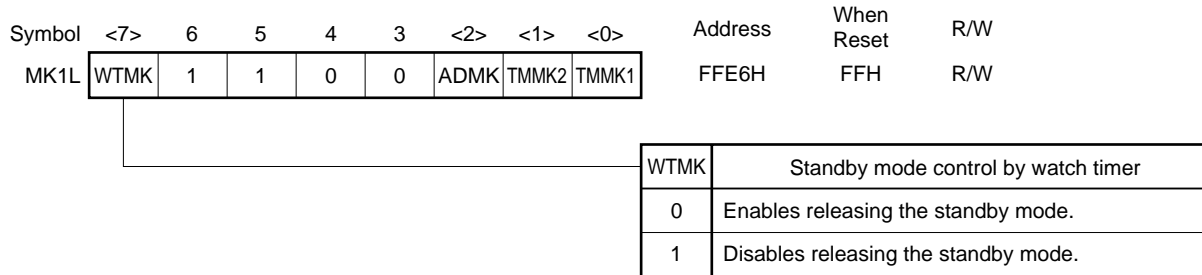 Symbol <7> 6 5 4 3 <2> <1> <0> Address When Reset R/W
MK1L WTMK 1 1 0 0 ADMK TMMK2 TMMK1 FFE6H FFH R/W
WTMK Standby mode control by watch timer
0 Enables releasing the standby mode.
1 Disables releasing the standby mode.